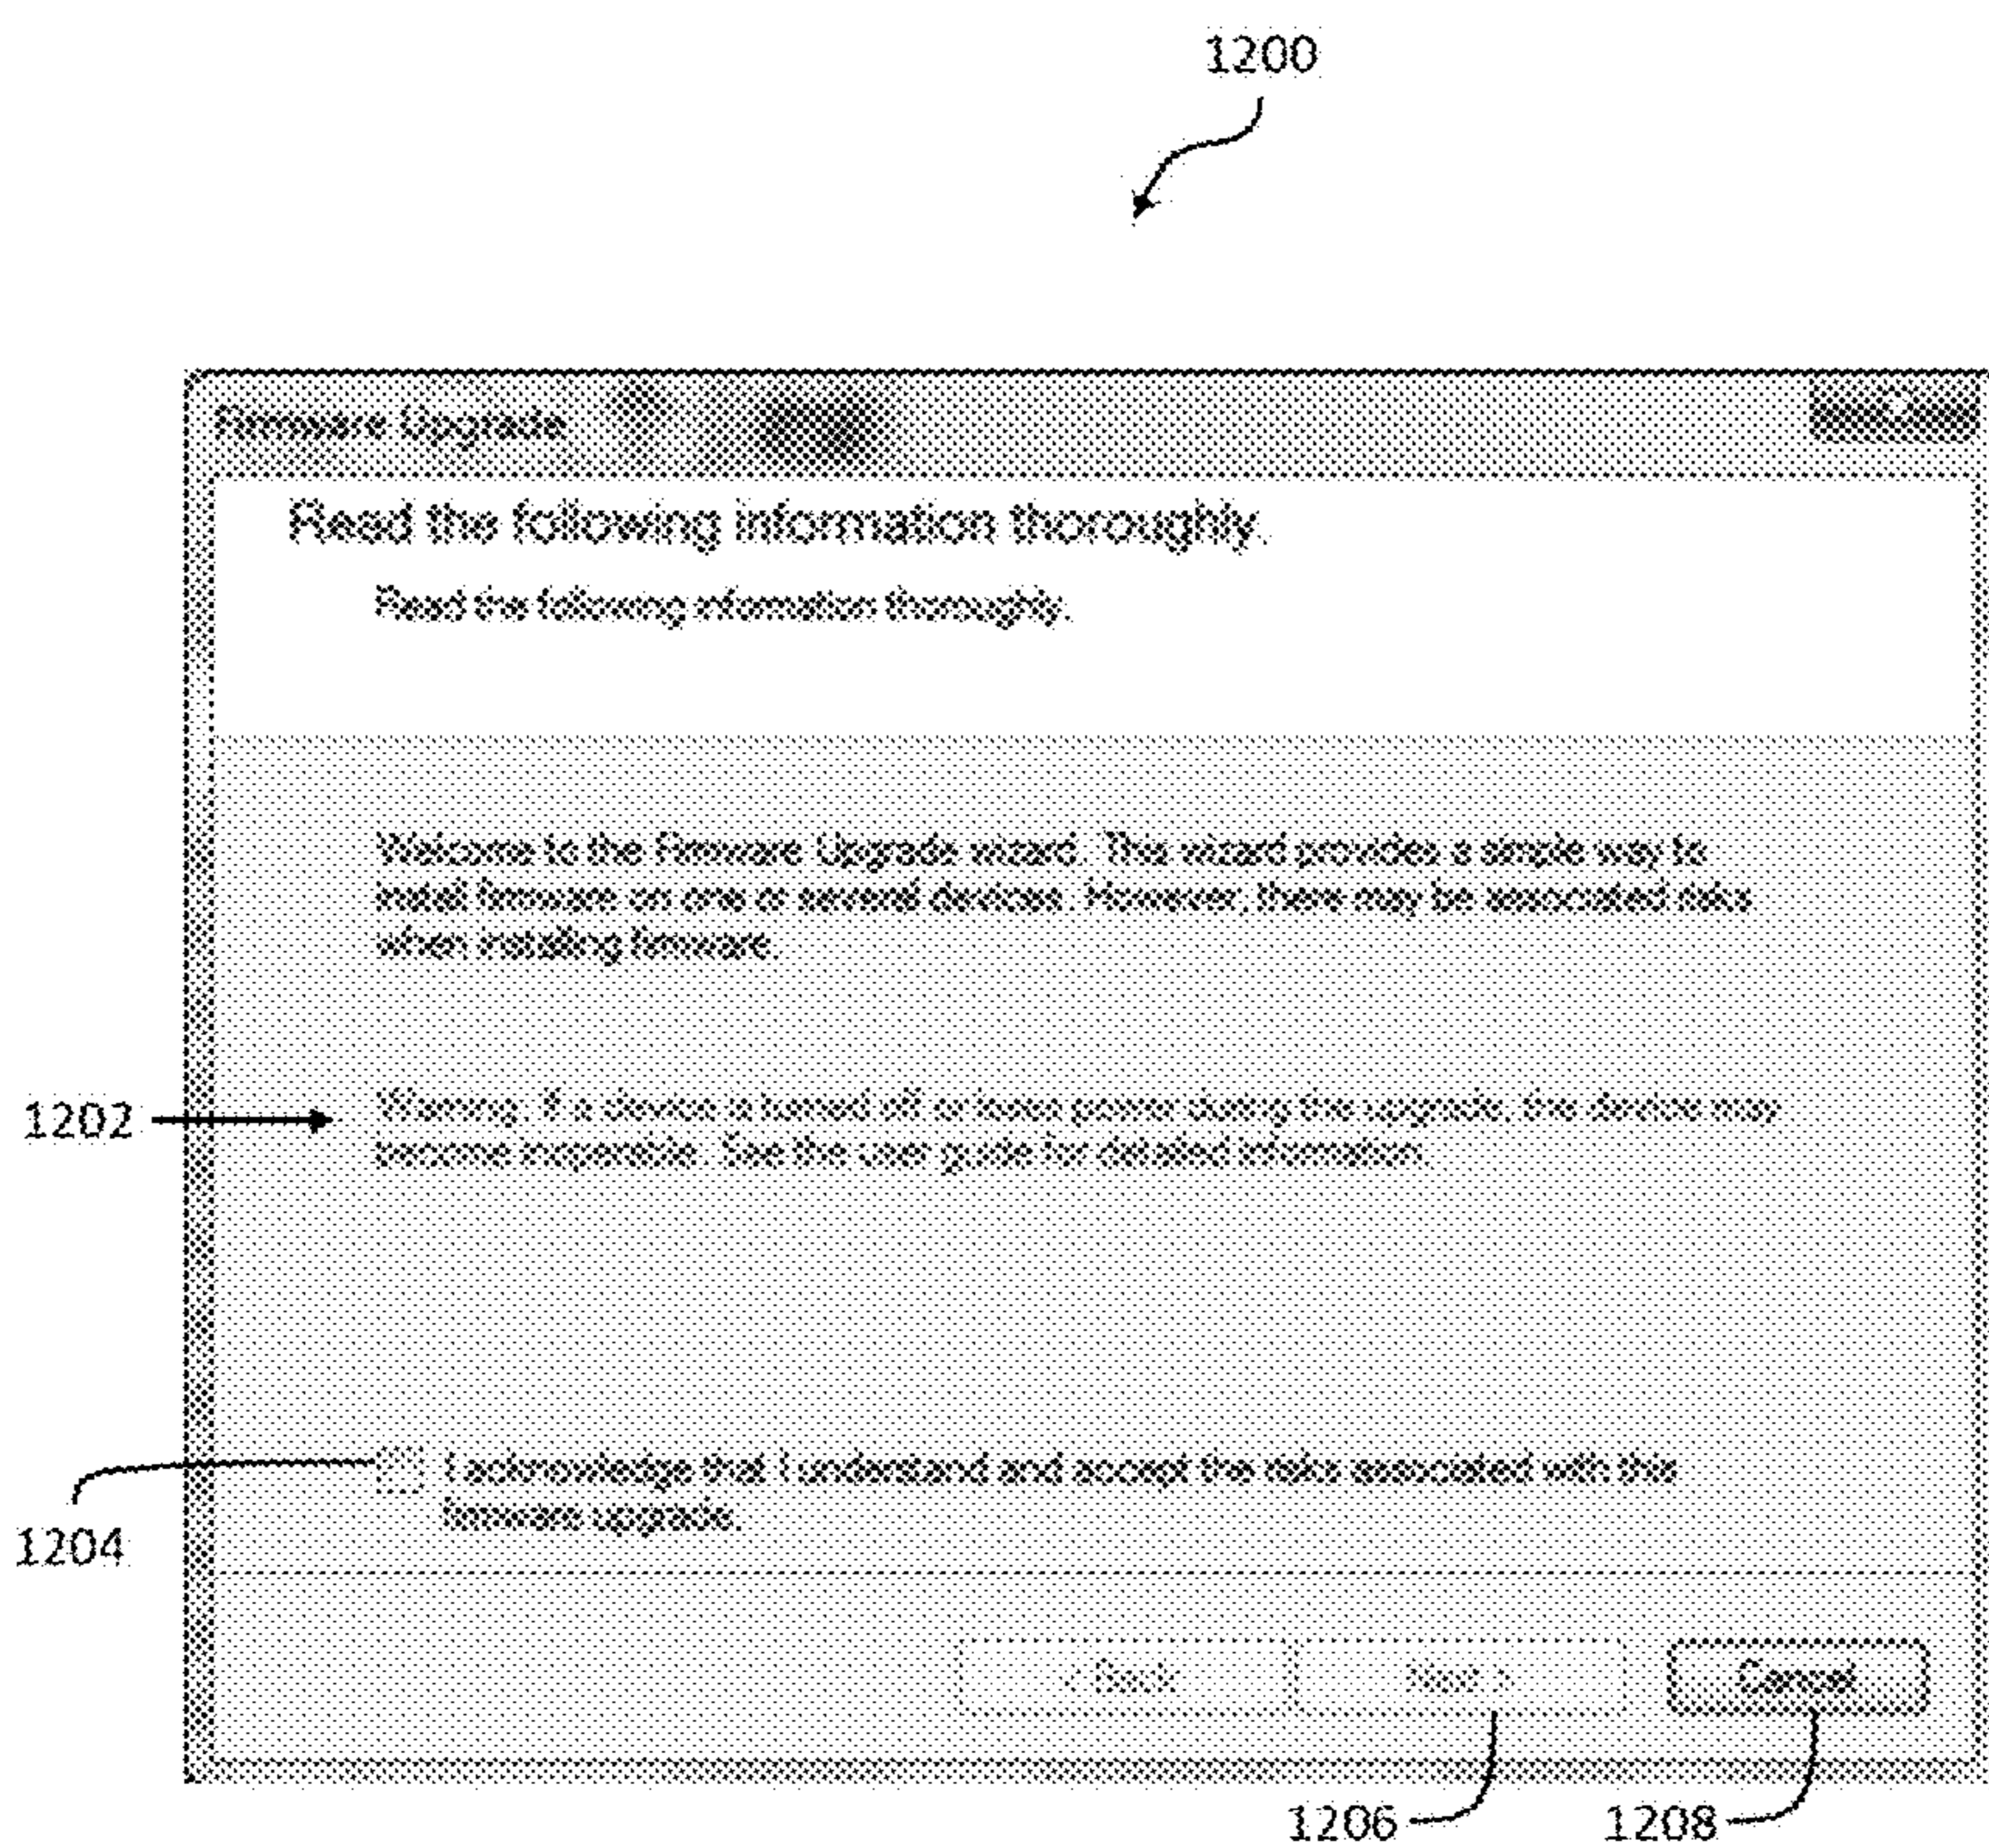 1200
Firmware Upgrade
Read the following information thoroughly.
Read the following information thoroughly.
Welcome to the Firmware Upgrade wizard. This wizard provides a simple way to
install firmware on one or several devices. However, there may be associated risks
when installing firmware.
1202
Warning: If a device is turned off or loses power during the upgrade, the device may
become inoperable. See the user guide for detailed information.
1204
I acknowledge that I understand and accept the risks associated with this
firmware upgrade.
< Back
Next >
Cancel
1206
1208